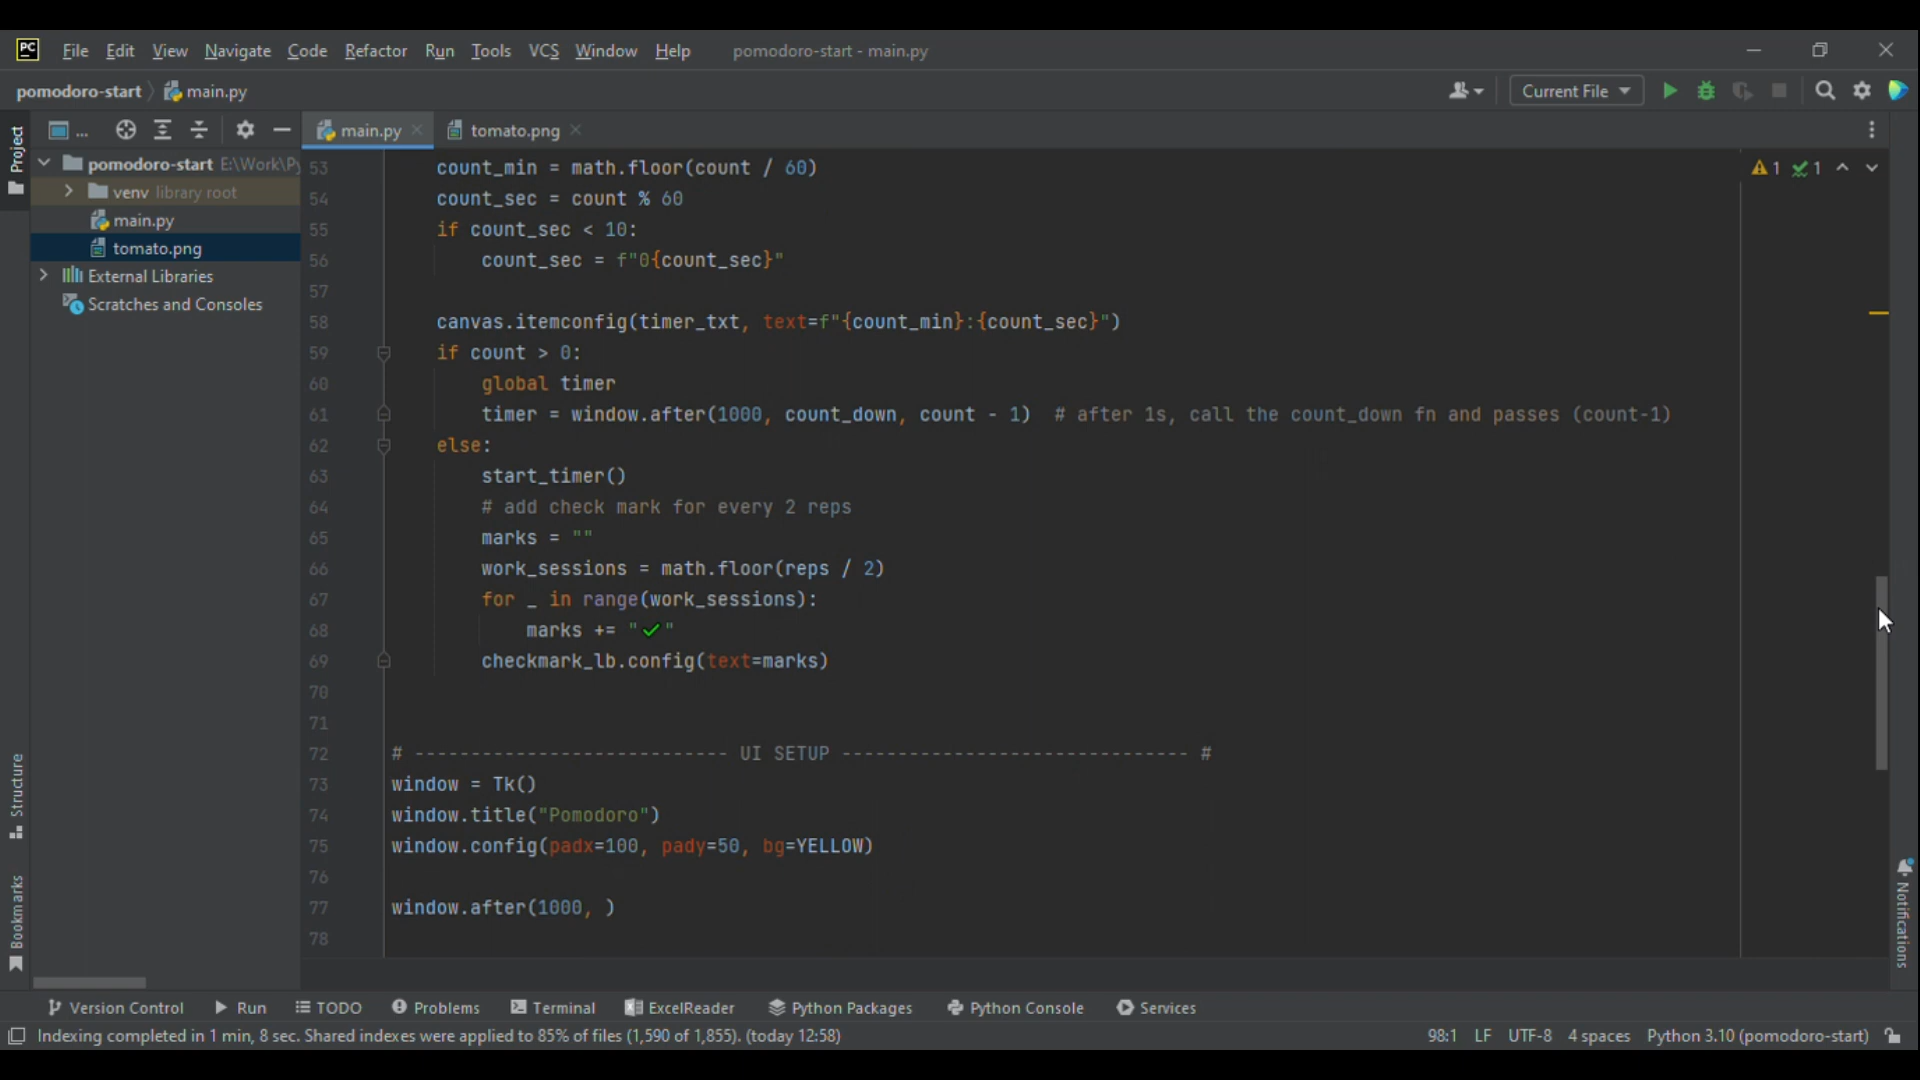 PC File Edit View Navigate Code Refactor Run Tools VCS Window Help pomodoro-start - main.py
pomodoro-start main.py Current File
Project ... main.py tomato.png
pomodoro-start E:\Work\P
venv library root
main.py
tomato.png
External Libraries
Scratches and Consoles
1 1
53 count_min = math.floor(count / 60)
54 count_sec = count % 60
55 if count_sec < 10:
56 count_sec = f"0{count_sec}"
57
58 canvas.itemconfig(timer_txt, text=f"{count_min}:{count_sec}")
59 if count > 0:
60 global timer
61 timer = window.after(1000, count_down, count - 1) # after 1s, call the count_down fn and passes (count-1)
62 else:
63 start_timer()
64 # add check mark for every 2 reps
65 marks = ""
66 work_sessions = math.floor(reps / 2)
67 for _ in range(work_sessions):
68 marks += "✔"
69 checkmark_lb.config(text=marks)
70
71
72 # ---------------------------- UI SETUP ------------------------------- #
73 window = Tk()
74 window.title("Pomodoro")
75 window.config(padx=100, pady=50, bg=YELLOW)
76
77 window.after(1000, )
78
Structure
Bookmarks
Notifications
Version Control Run TODO Problems Terminal ExcelReader Python Packages Python Console Services
Indexing completed in 1 min, 8 sec. Shared indexes were applied to 85% of files (1,590 of 1,855). (today 12:58) 98:1 LF UTF-8 4 spaces Python 3.10 (pomodoro-start)